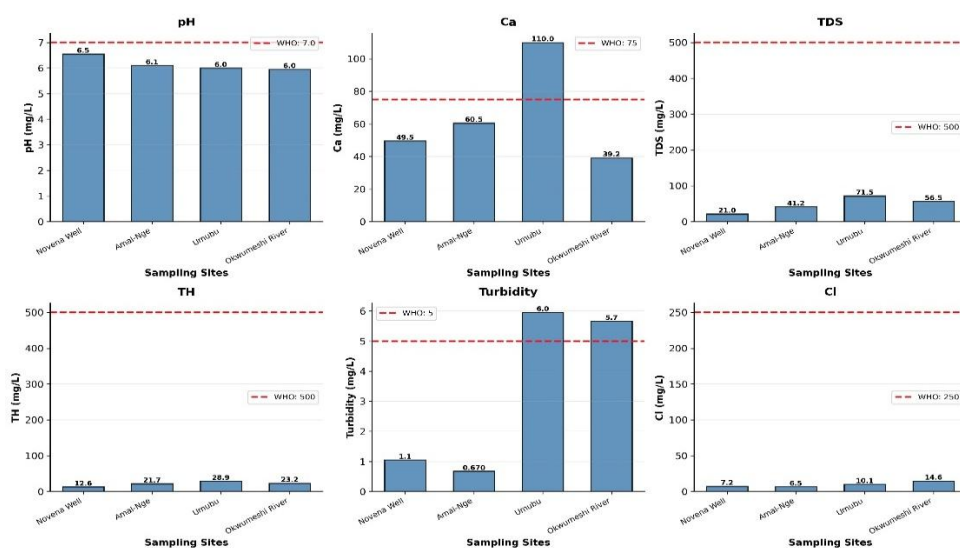 pH
WHO: 7.0
pH (mg/L)
7
6
5
4
3
2
1
0
6.5
6.1
6.0
6.0
Novena Well
Amai-Nge
Umubu
Okwumeshi River
Sampling Sites
Ca
WHO: 75
Ca (mg/L)
100
80
60
40
20
0
49.5
60.5
110.0
39.2
Novena Well
Amai-Nge
Umubu
Okwumeshi River
Sampling Sites
TDS
WHO: 500
TDS (mg/L)
500
400
300
200
100
0
21.0
41.2
71.5
56.5
Novena Well
Amai-Nge
Umubu
Okwumeshi River
Sampling Sites
TH
WHO: 500
TH (mg/L)
500
400
300
200
100
0
12.6
21.7
28.9
23.2
Novena Well
Amai-Nge
Umubu
Okwumeshi River
Sampling Sites
Turbidity
WHO: 5
Turbidity (mg/L)
6
5
4
3
2
1
0
1.1
0.670
6.0
5.7
Novena Well
Amai-Nge
Umubu
Okwumeshi River
Sampling Sites
Cl
WHO: 250
Cl (mg/L)
250
200
150
100
50
0
7.2
6.5
10.1
14.6
Novena Well
Amai-Nge
Umubu
Okwumeshi River
Sampling Sites